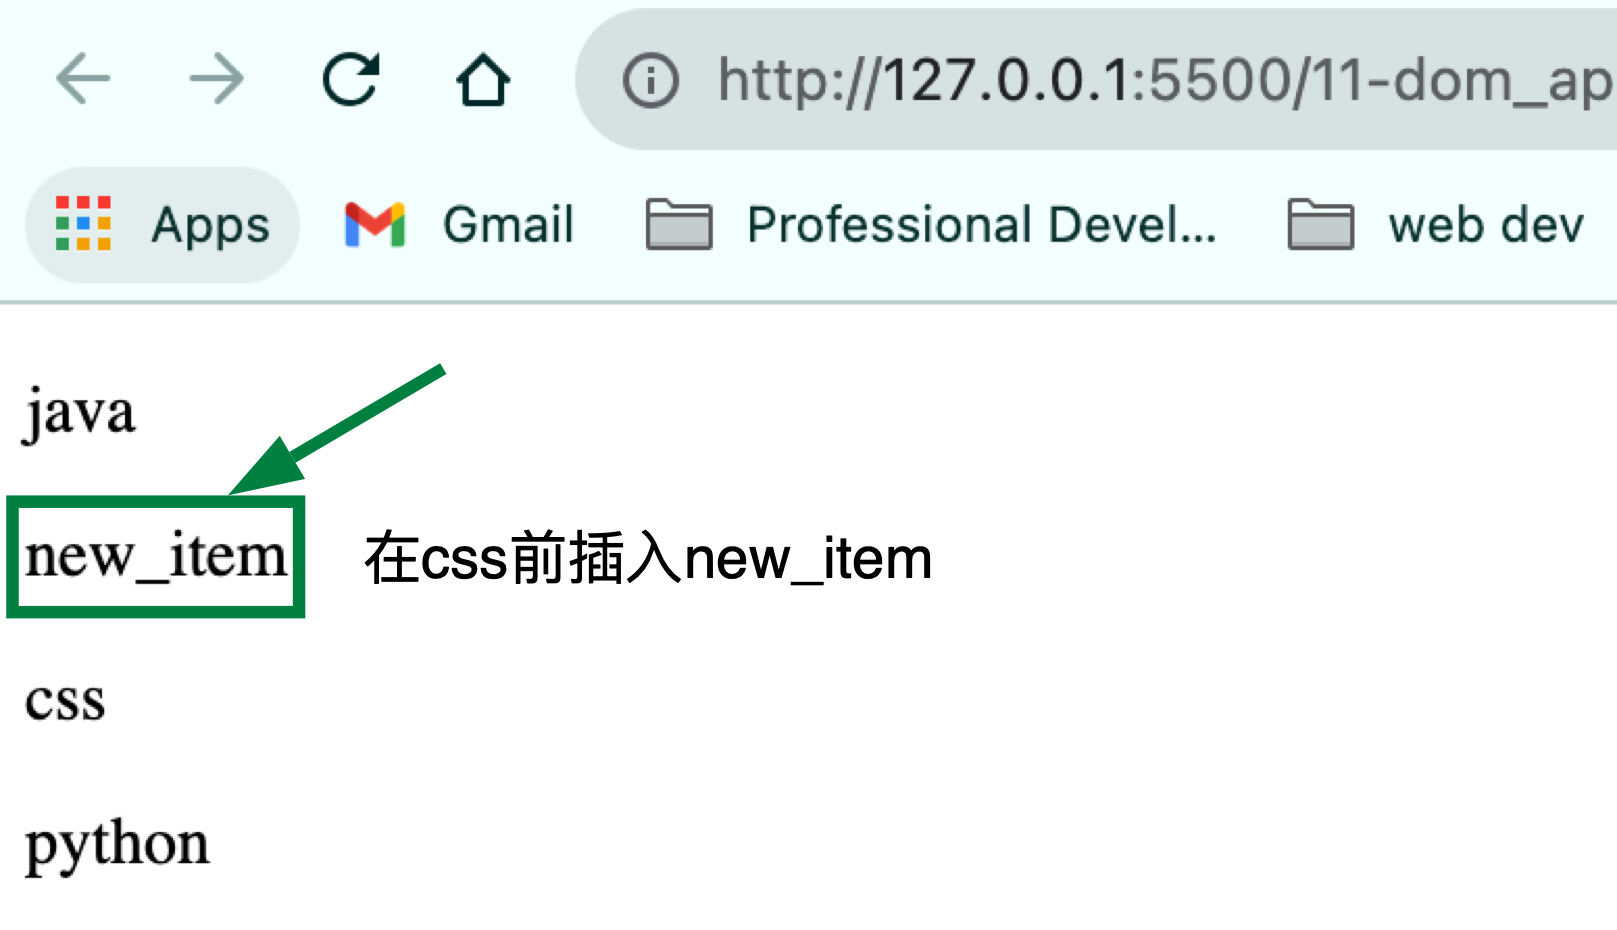 http://127.0.0.1:5500/11-dom_ap
Apps Gmail Professional Devel... web dev
java
new_item 在css前插入new_item
css
python